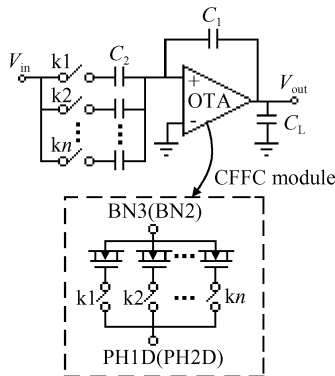 C₁
Vin
k1
C₂
k2
kn
+
OTA
-
Vout
CL
CFFC module
BN3(BN2)
k1
k2
kn
PH1D(PH2D)